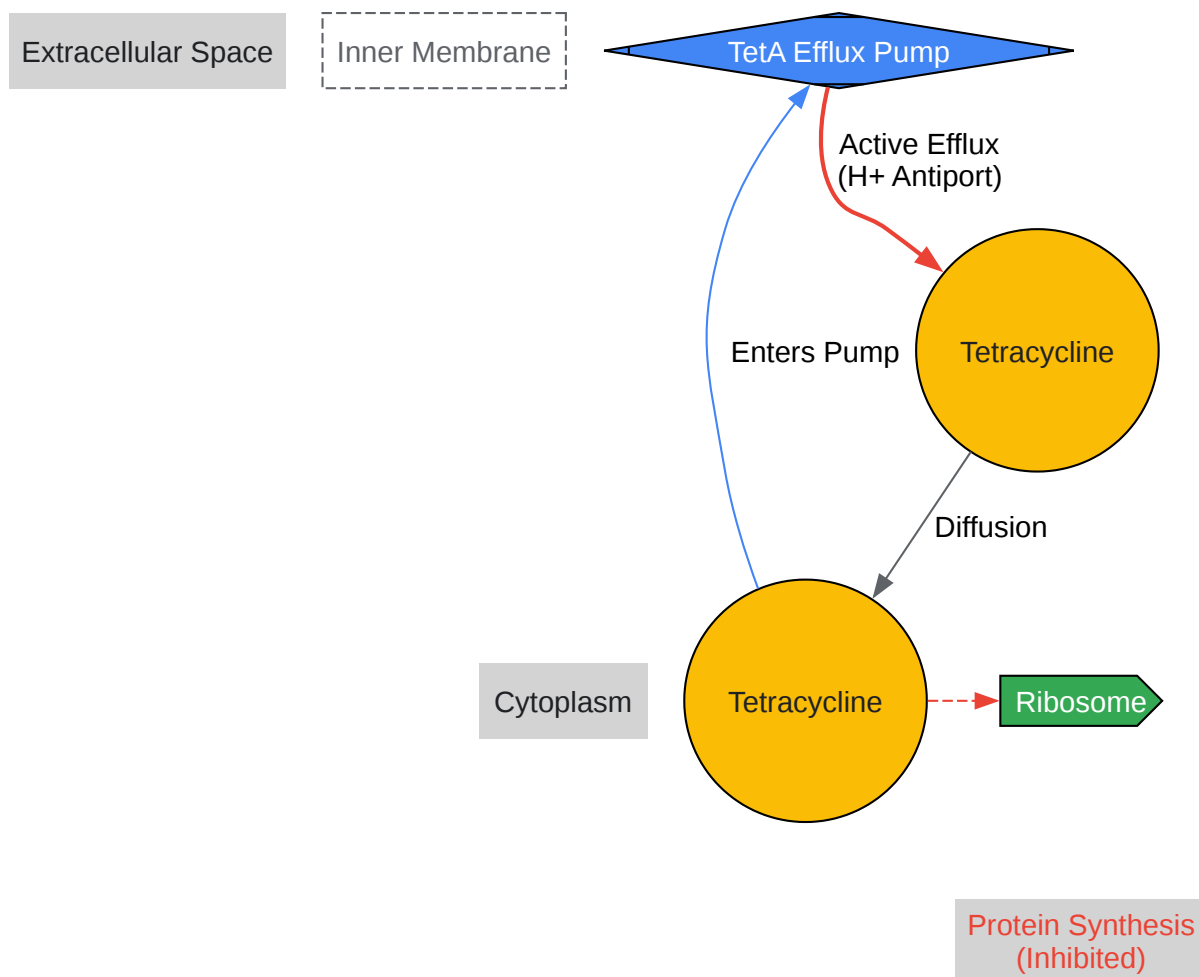 Extracellular Space
Inner Membrane
TetA Efflux Pump
Active Efflux
(H+ Antiport)
Enters Pump
Tetracycline
Diffusion
Cytoplasm
Tetracycline
Ribosome
Protein Synthesis
(Inhibited)